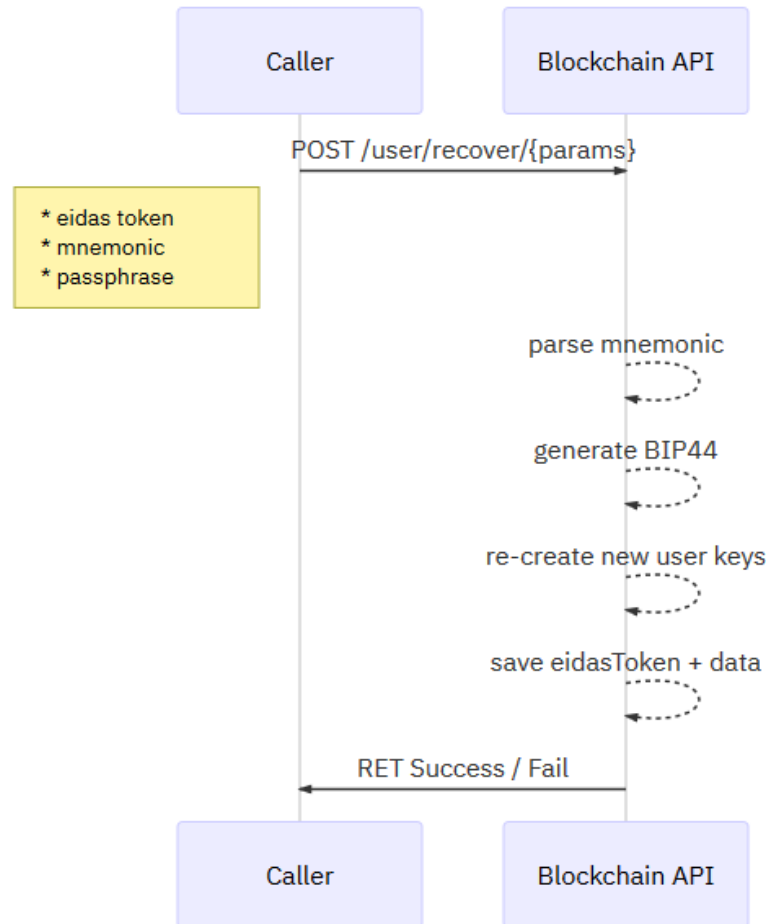 Caller
Blockchain API
POST /user/recover/{params}
* eidas token
* mnemonic
* passphrase
parse mnemonic
generate BIP44
re-create new user keys
save eidasToken + data
RET Success / Fail
Caller
Blockchain API